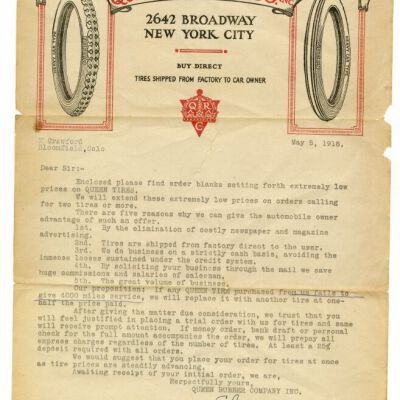 2642 BROADWAY
NEW YORK CITY
BUY DIRECT
TIRES SHIPPED FROM FACTORY TO CAR OWNER
Q R
C
Crawford
Bloomfield, Colo
May 5, 1918.
Dear Sir:-
Enclosed please find order blanks setting forth extremely low
prices on QUEEN TIRES.
We will extend these extremely low prices on orders calling
for two tires or more.
There are five reasons why we can give the automobile owner
advantage of such an offer.
1st. By the elimination of costly newspaper and magazine
advertising.
2nd. Tires are shipped from factory direct to the user.
3rd. We do business on a strictly cash basis, avoiding the
immense losses sustained under the credit system.
4th. By soliciting your business through the mail we save
huge commissions and salaries of salesmen.
5th. The great volume of business.
Our proposition: If any QUEEN TIRE purchased from us fails to
give 6000 miles service, we will replace it with another tire at one-
half the price paid.
After giving the matter due consideration, we trust that you
will feel justified in placing a trial order with us for tires and same
will receive prompt attention. If money order, bank draft or personal
check for the full amount accompanies the order, we will prepay all
express charges regardless of the number of tires. At least a
deposit required with all orders.
We would suggest that you place your order for tires at once
as tire prices are steadily advancing.
Awaiting receipt of your initial order, we are,
Respectfully yours,
QUEEN RUBBER COMPANY INC.